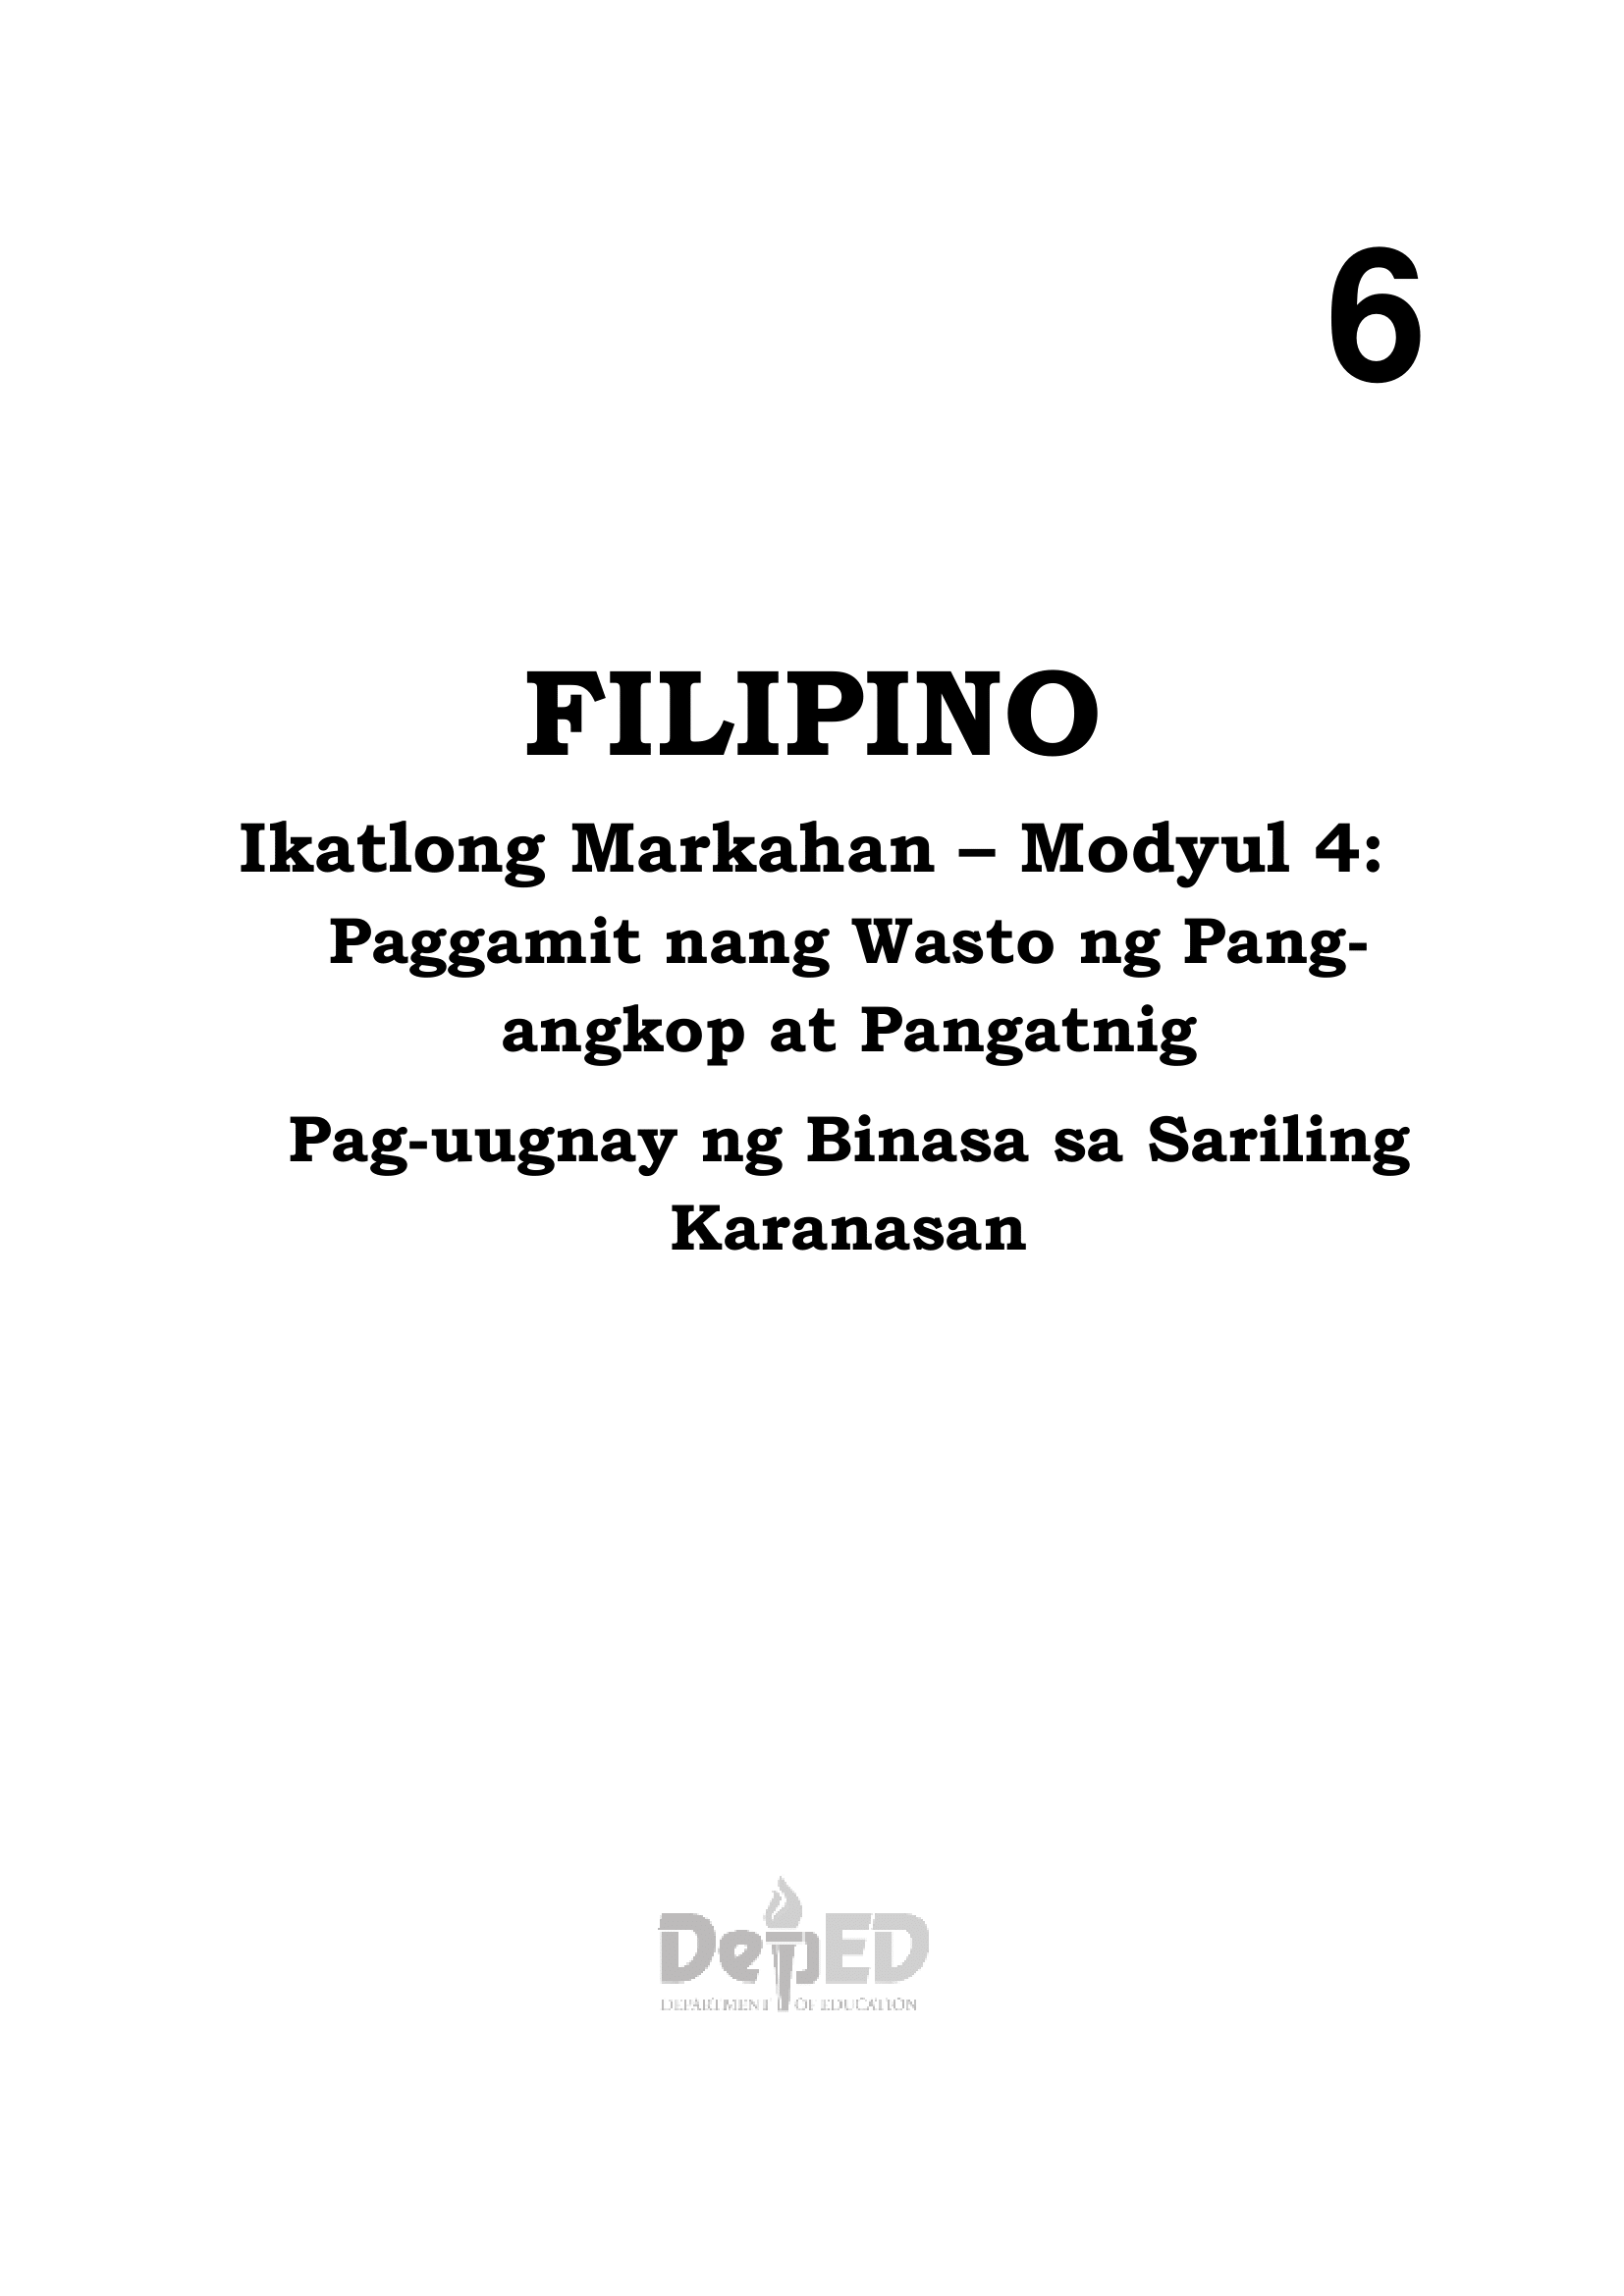 6
FILIPINO
Ikatlong Markahan – Modyul 4:
Paggamit nang Wasto ng Pang-
angkop at Pangatnig
Pag-uugnay ng Binasa sa Sariling
Karanasan
DepED
DEPARTMENT OF EDUCATION